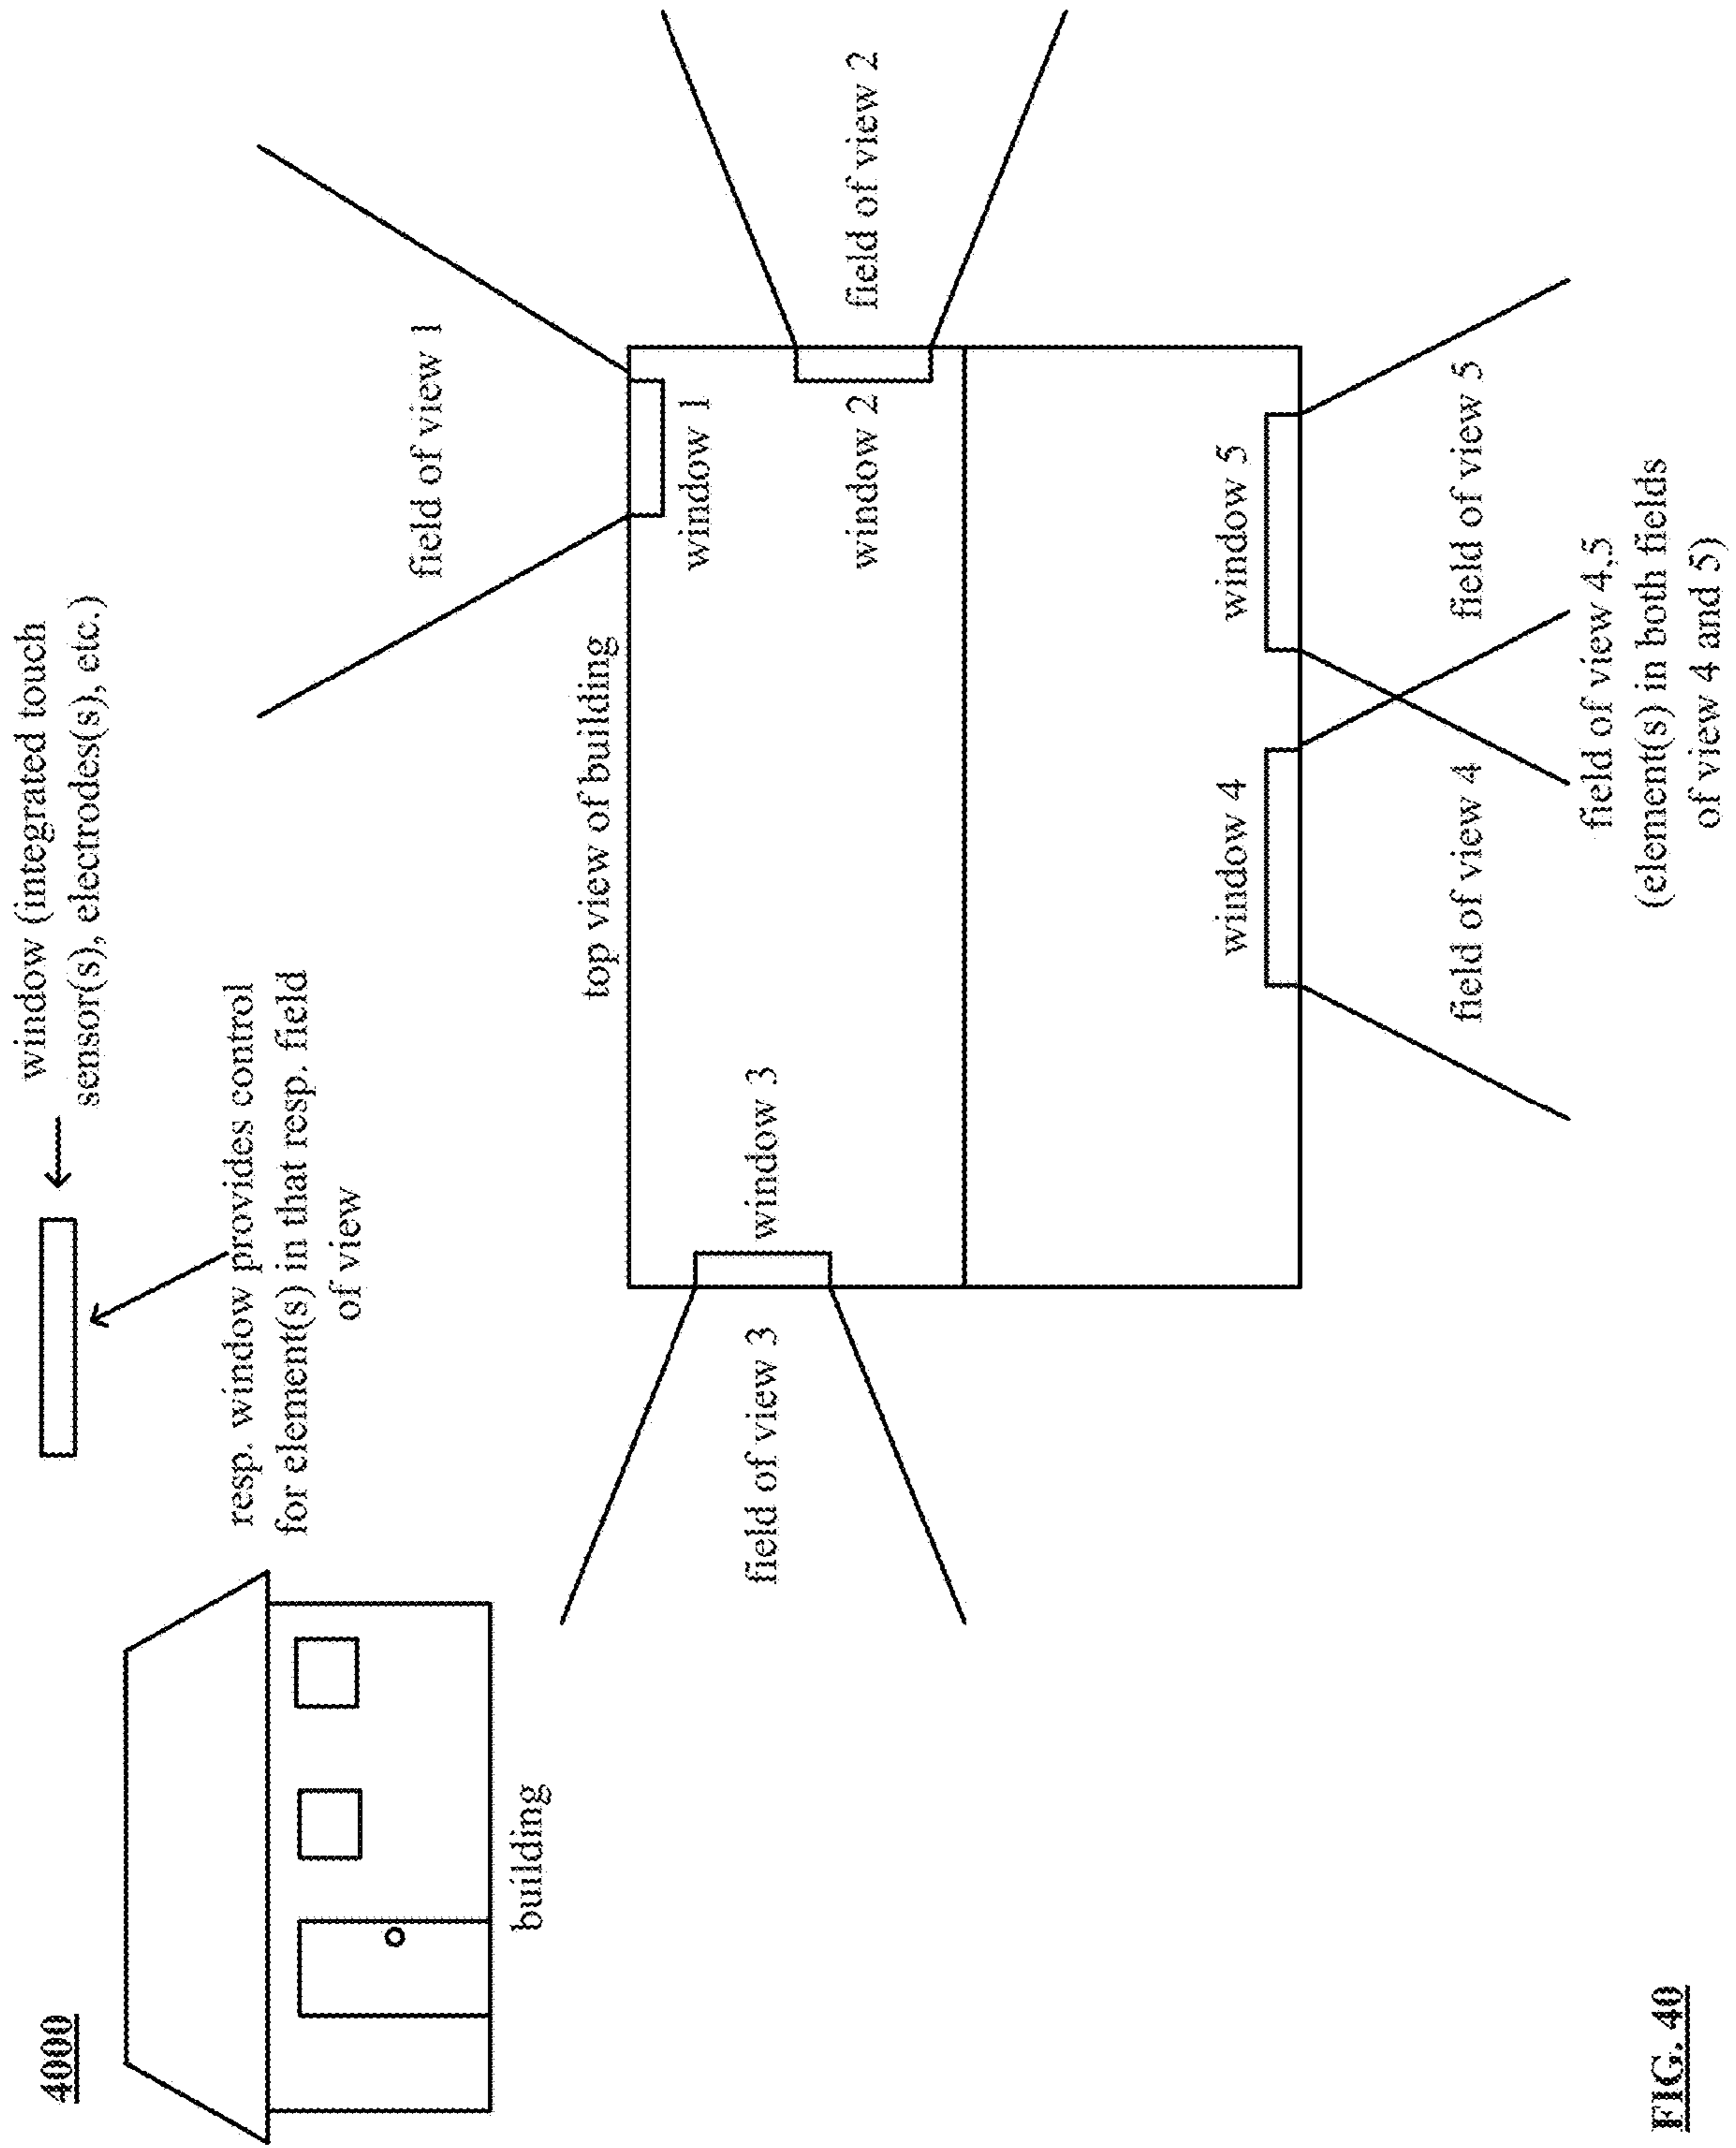 4000
window (integrated touch
sensor(s), electrodes(s), etc.)
resp. window provides control
for element(s) in that resp. field
of view
building
top view of building
field of view 1
window 1
window 2
field of view 2
window 3
field of view 3
window 4
window 5
field of view 4
field of view 5
field of view 4,5
(element(s) in both fields
of view 4 and 5)
FIG. 40